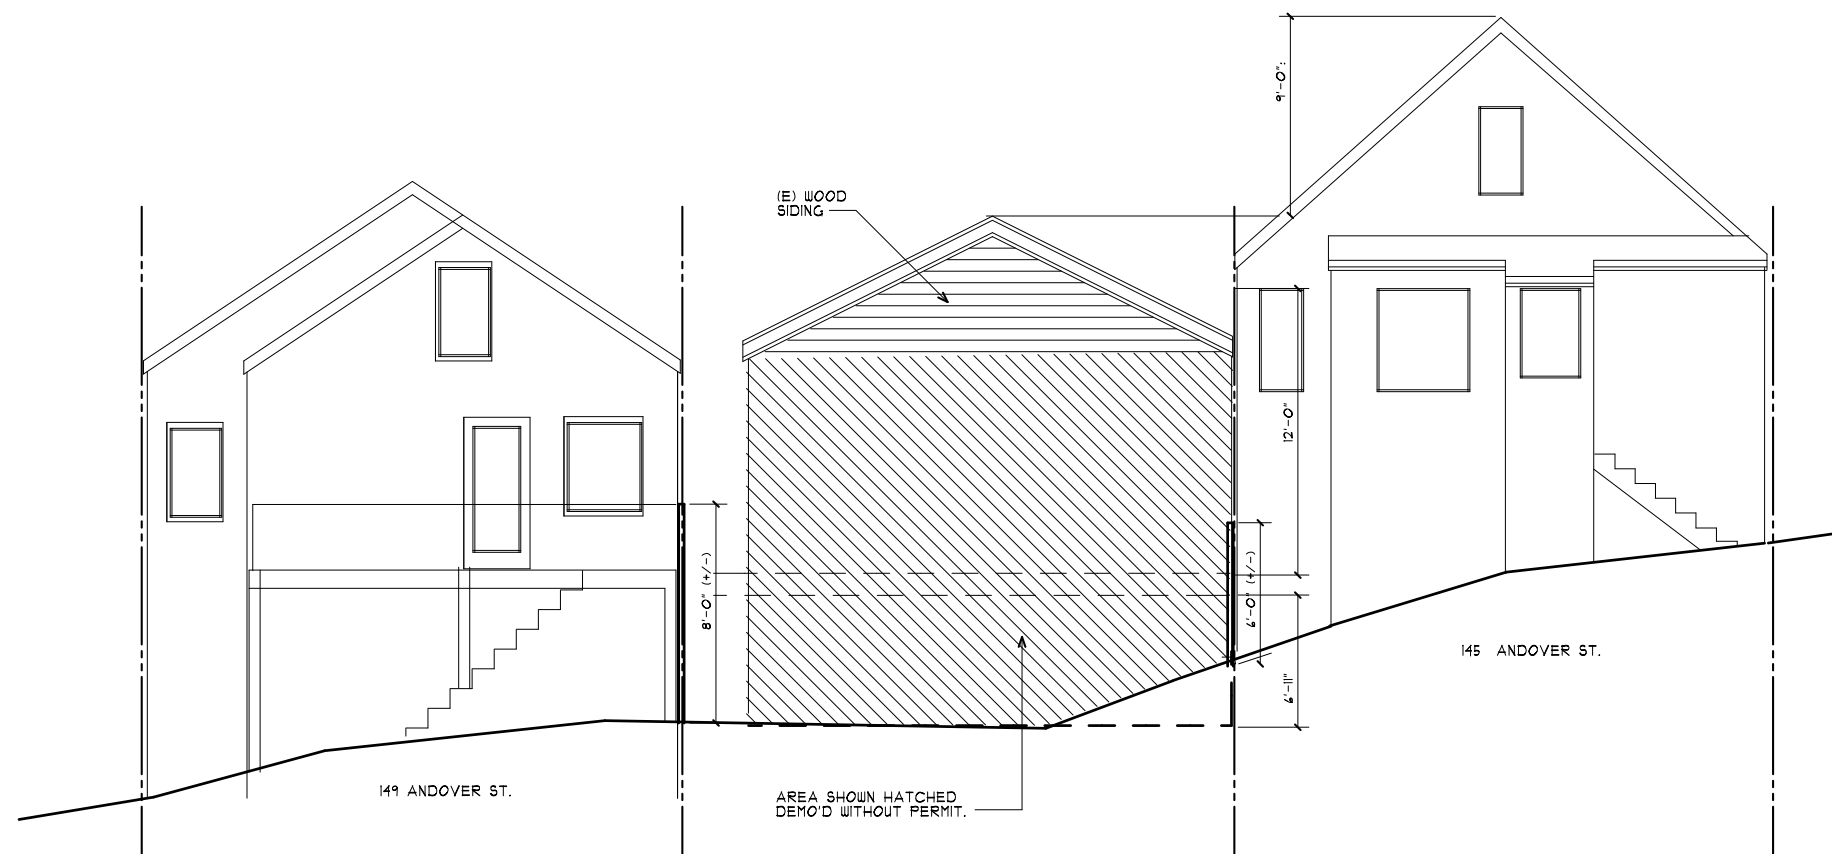 9'-0":
(E) WOOD
SIDING
12'-0"
8'-0" (+/-)
6'-0" (+/-)
6'-11"
145 ANDOVER ST.
149 ANDOVER ST.
AREA SHOWN HATCHED
DEMO'D WITHOUT PERMIT.